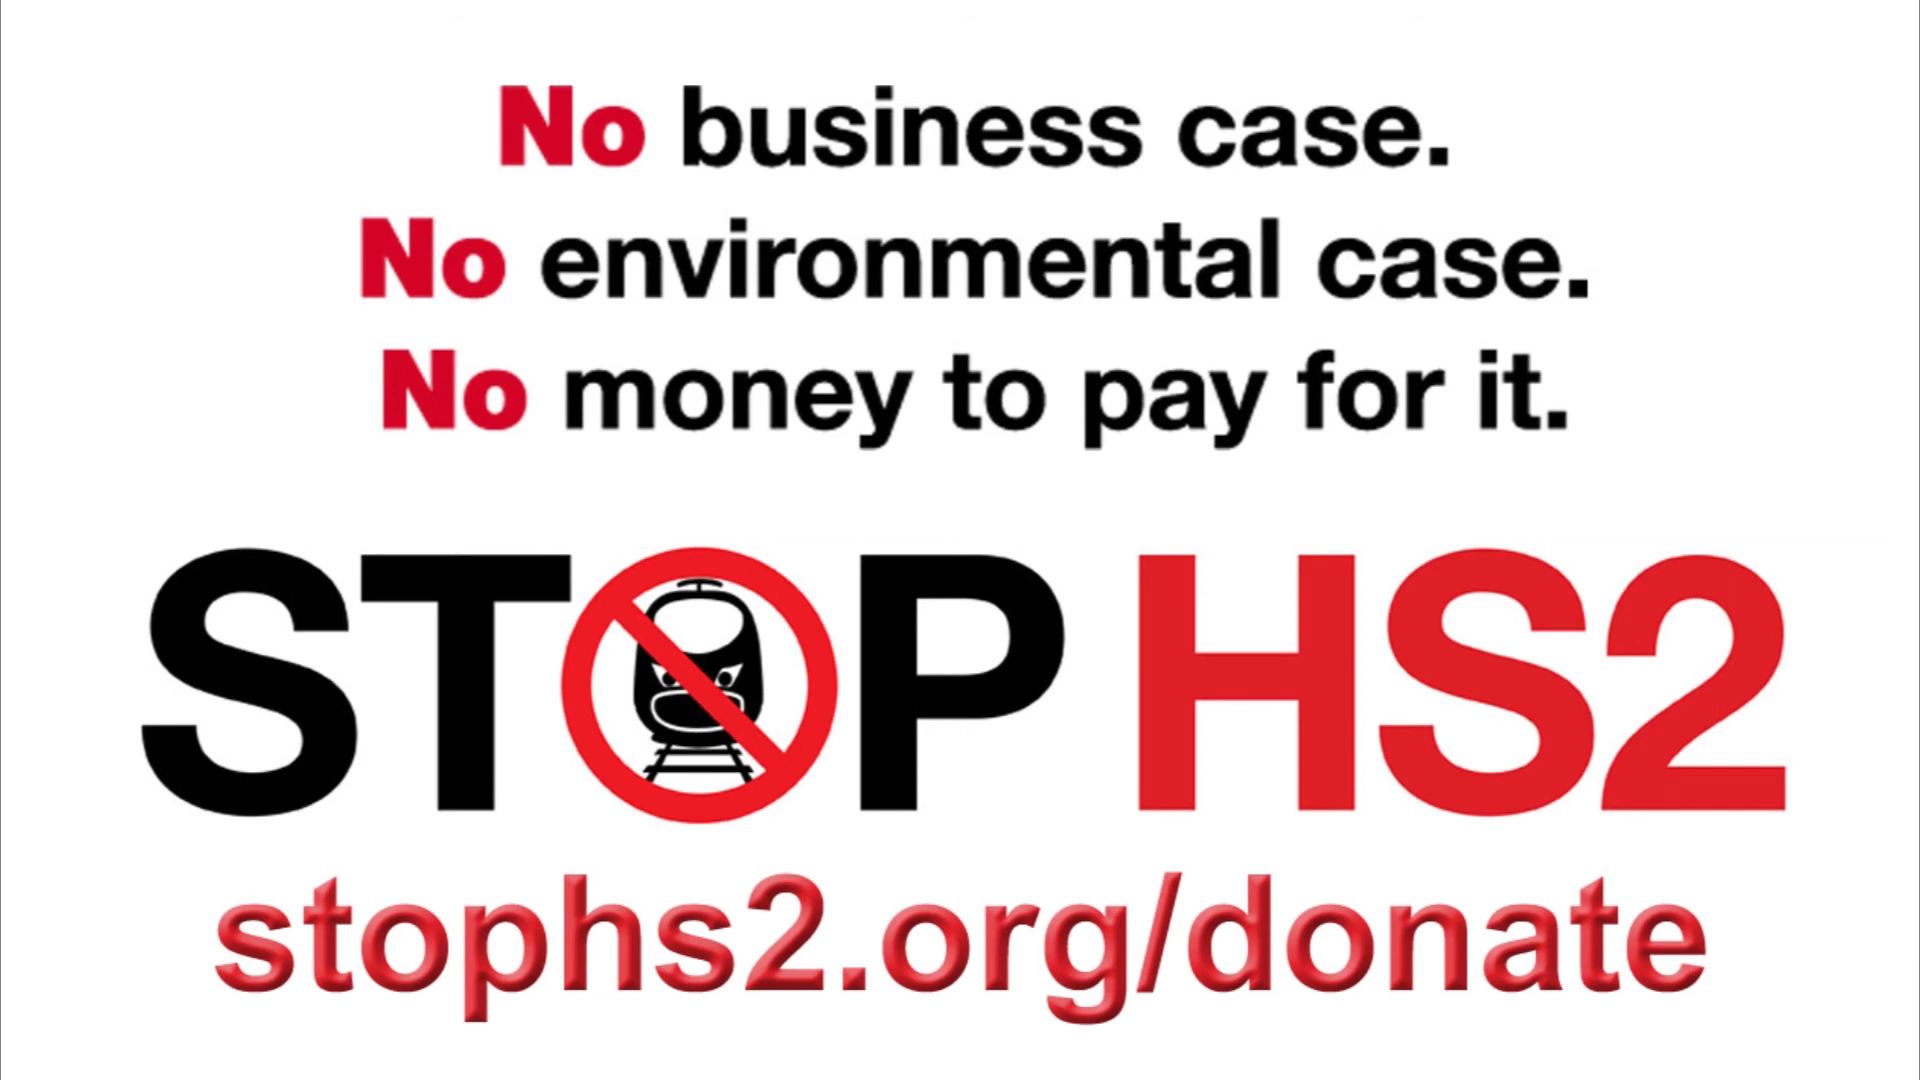 No business case.
No environmental case.
No money to pay for it.
STOP HS2
stophs2.org/donate